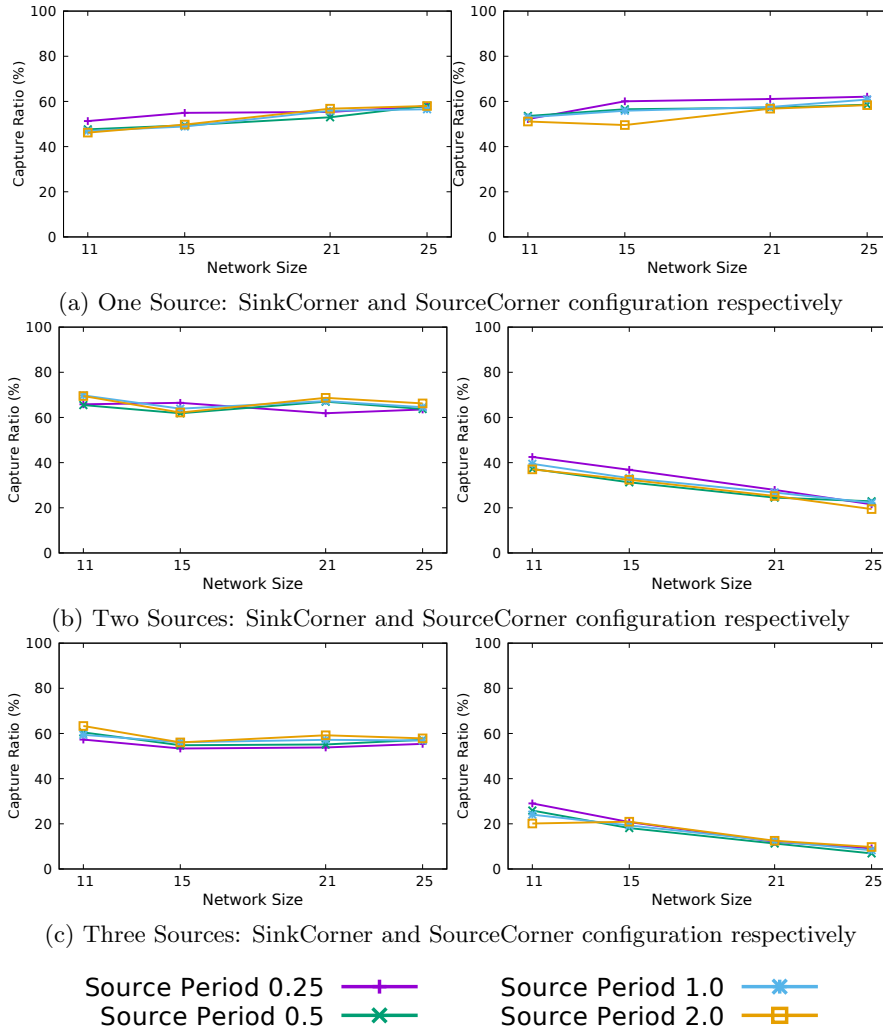 100
80
60
40
20
0
Capture Ratio (%)
11 15 21 25
Network Size
100
80
60
40
20
0
Capture Ratio (%)
11 15 21 25
Network Size
(a) One Source: SinkCorner and SourceCorner configuration respectively
100
80
60
40
20
0
Capture Ratio (%)
11 15 21 25
Network Size
100
80
60
40
20
0
Capture Ratio (%)
11 15 21 25
Network Size
(b) Two Sources: SinkCorner and SourceCorner configuration respectively
100
80
60
40
20
0
Capture Ratio (%)
11 15 21 25
Network Size
100
80
60
40
20
0
Capture Ratio (%)
11 15 21 25
Network Size
(c) Three Sources: SinkCorner and SourceCorner configuration respectively
Source Period 0.25
Source Period 0.5
Source Period 1.0
Source Period 2.0